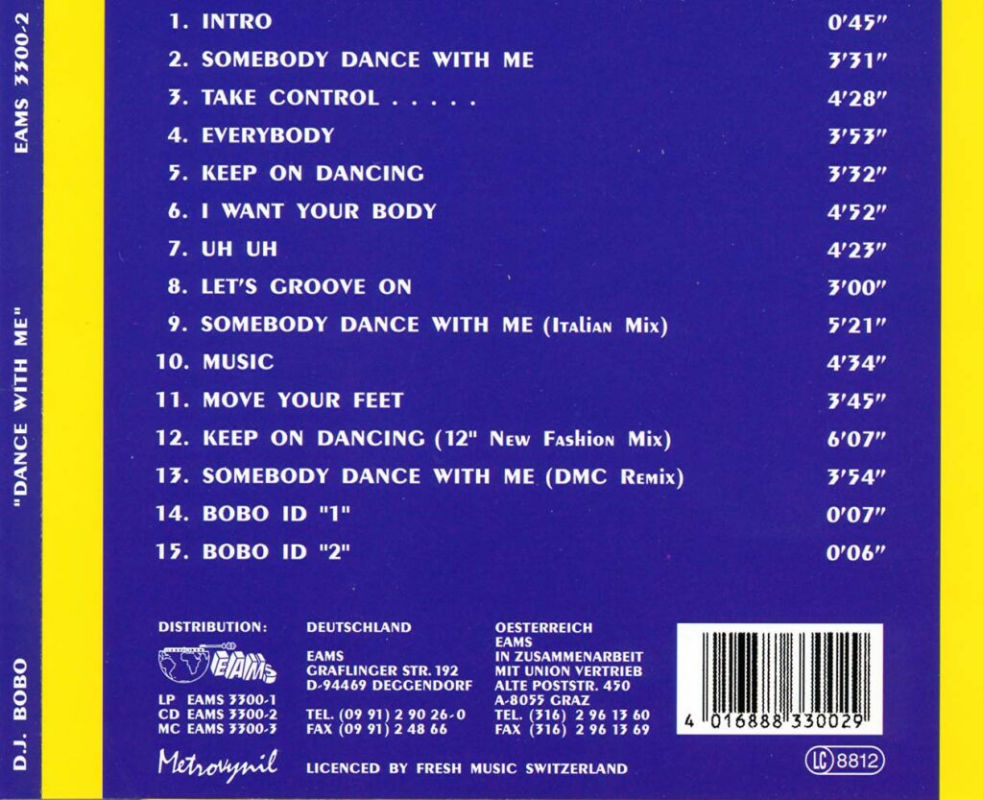 D.J. BOBO "DANCE WITH ME" EAMS 3300-2
1. INTRO 0'45"
2. SOMEBODY DANCE WITH ME 3'31"
3. TAKE CONTROL . . . . . 4'28"
4. EVERYBODY 3'53"
5. KEEP ON DANCING 3'32"
6. I WANT YOUR BODY 4'52"
7. UH UH 4'23"
8. LET'S GROOVE ON 3'00"
9. SOMEBODY DANCE WITH ME (Italian Mix) 5'21"
10. MUSIC 4'34"
11. MOVE YOUR FEET 3'45"
12. KEEP ON DANCING (12" New Fashion Mix) 6'07"
13. SOMEBODY DANCE WITH ME (DMC Remix) 3'54"
14. BOBO ID "1" 0'07"
15. BOBO ID "2" 0'06"
DISTRIBUTION:
EAMS
LP EAMS 3300-1
CD EAMS 3300-2
MC EAMS 3300-3
Metrovynil
DEUTSCHLAND
EAMS
GRAFLINGER STR. 192
D-94469 DEGGENDORF
TEL. (09 91) 2 90 26-0
FAX (09 91) 2 48 66
OESTERREICH
EAMS
IN ZUSAMMENARBEIT
MIT UNION VERTRIEB
ALTE POSTSTR. 450
A-8055 GRAZ
TEL. (316) 2 96 13 60
FAX (316) 2 96 13 69
LICENCED BY FRESH MUSIC SWITZERLAND
4 016888 330029
LC 8812